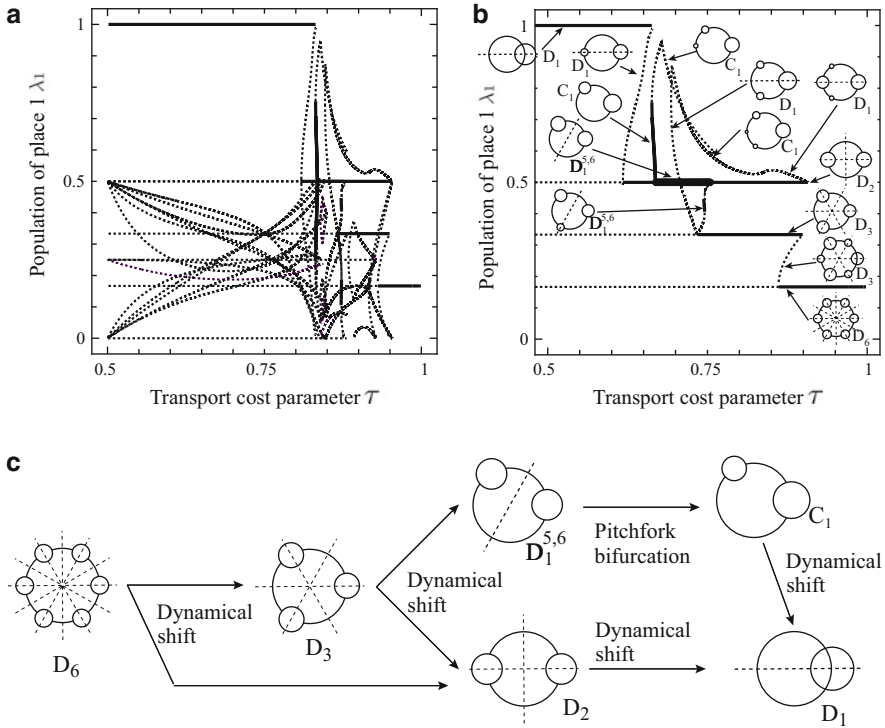 a
1
0.5
0
Population of place 1 λ₁
0.5
0.75
1
Transport cost parameter τ
b
1
0.5
0
Population of place 1 λ₁
0.5
0.75
1
Transport cost parameter τ
D₁
D₁
C₁
C₁
D₁
D₁
C₁
D₁^5,6
D₁^5,6
D₂
D₃
D₃
D₆
c
D₆
Dynamical
shift
D₃
Dynamical
shift
D₁^5,6
Pitchfork
bifurcation
C₁
Dynamical
shift
D₂
Dynamical
shift
D₁